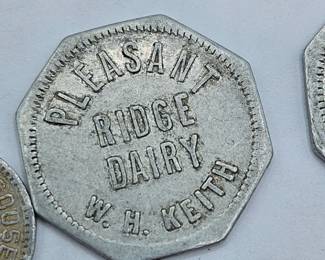 PLEASANT
RIDGE
DAIRY
W. H. KEITH